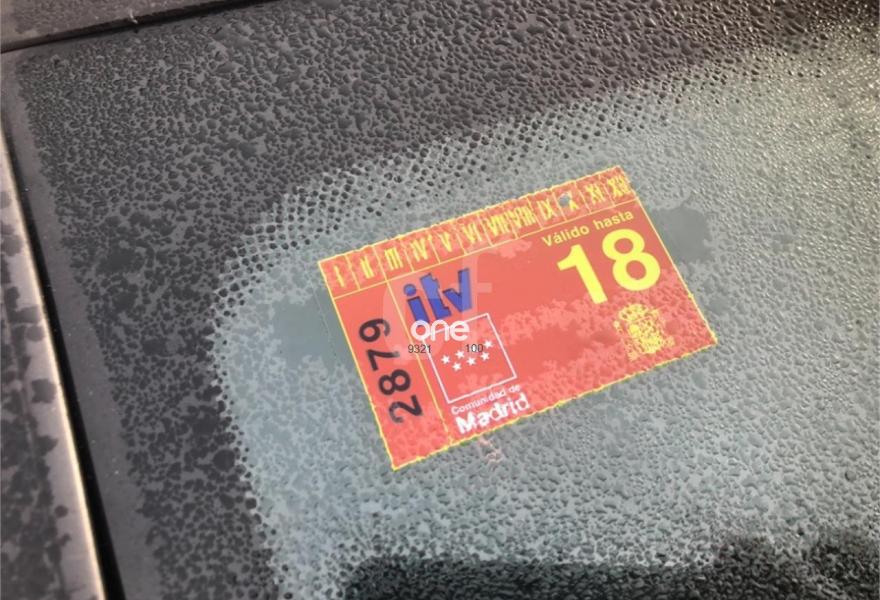 I II III IV V VI VII VIII IX X XI XII
Válido hasta
18
itv
2879
one
9321 100
Comunidad de
Madrid